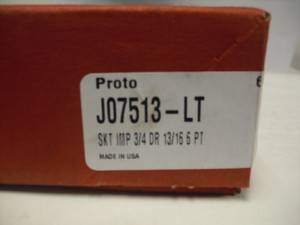 Proto
J07513-LT
SKT IMP 3/4 DR 13/16 6 PT
MADE IN USA